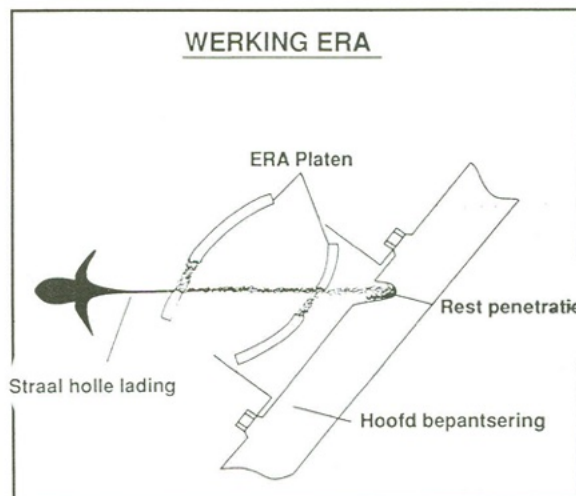 WERKING ERA
ERA Platen
Rest penetratie
Straal holle lading
Hoofd bepantsering